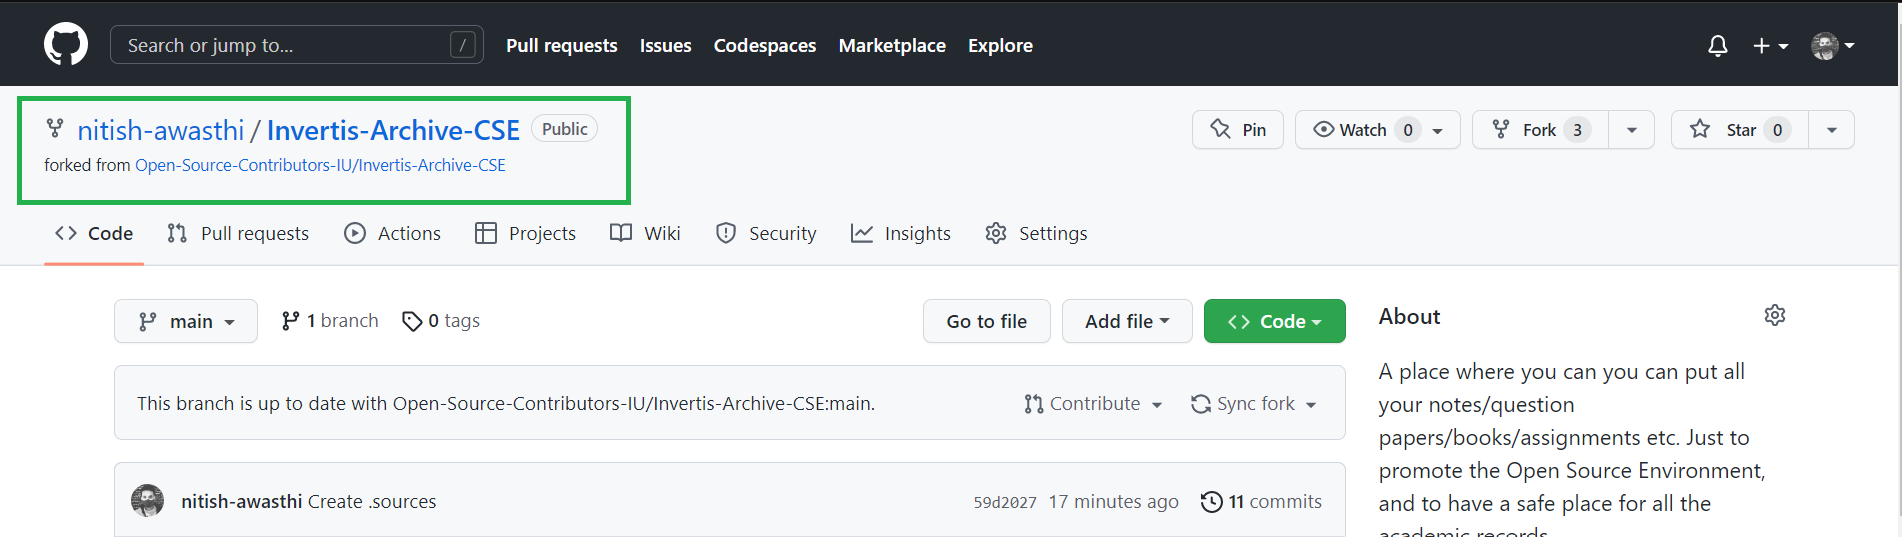 Search or jump to... /
Pull requests Issues Codespaces Marketplace Explore
nitish-awasthi / Invertis-Archive-CSE Public
forked from Open-Source-Contributors-IU/Invertis-Archive-CSE
Pin Watch 0 Fork 3 Star 0
Code Pull requests Actions Projects Wiki Security Insights Settings
main 1 branch 0 tags Go to file Add file Code
This branch is up to date with Open-Source-Contributors-IU/Invertis-Archive-CSE:main. Contribute Sync fork
nitish-awasthi Create .sources 59d2027 17 minutes ago 11 commits
About
A place where you can you can put all
your notes/question
papers/books/assignments etc. Just to
promote the Open Source Environment,
and to have a safe place for all the
academic records